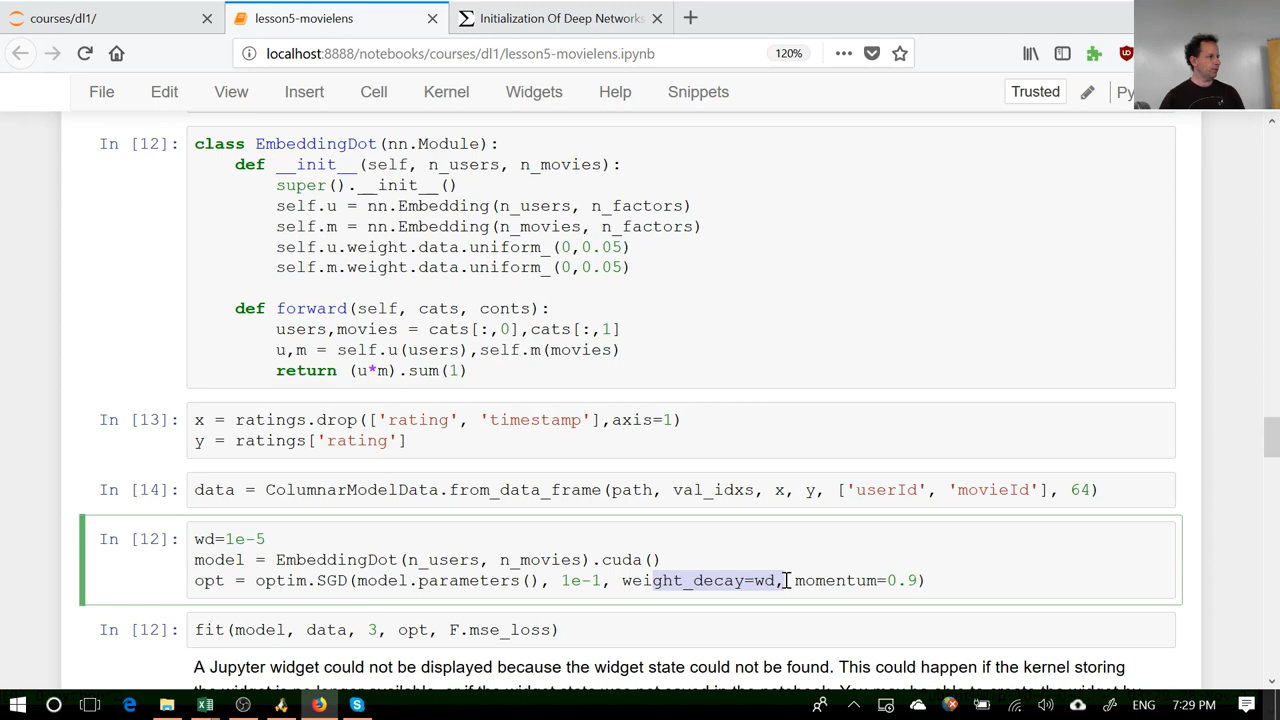 courses/dl1/
lesson5-movielens
Initialization Of Deep Networks
localhost:8888/notebooks/courses/dl1/lesson5-movielens.ipynb
120%
File Edit View Insert Cell Kernel Widgets Help Snippets
Trusted
Py
In [12]:
class EmbeddingDot(nn.Module):
    def __init__(self, n_users, n_movies):
        super().__init__()
        self.u = nn.Embedding(n_users, n_factors)
        self.m = nn.Embedding(n_movies, n_factors)
        self.u.weight.data.uniform_(0,0.05)
        self.m.weight.data.uniform_(0,0.05)
    def forward(self, cats, conts):
        users,movies = cats[:,0],cats[:,1]
        u,m = self.u(users),self.m(movies)
        return (u*m).sum(1)
In [13]:
x = ratings.drop(['rating', 'timestamp'],axis=1)
y = ratings['rating']
In [14]:
data = ColumnarModelData.from_data_frame(path, val_idxs, x, y, ['userId', 'movieId'], 64)
In [12]:
wd=1e-5
model = EmbeddingDot(n_users, n_movies).cuda()
opt = optim.SGD(model.parameters(), 1e-1, weight_decay=wd, momentum=0.9)
In [12]:
fit(model, data, 3, opt, F.mse_loss)
A Jupyter widget could not be displayed because the widget state could not be found. This could happen if the kernel storing
ENG
7:29 PM